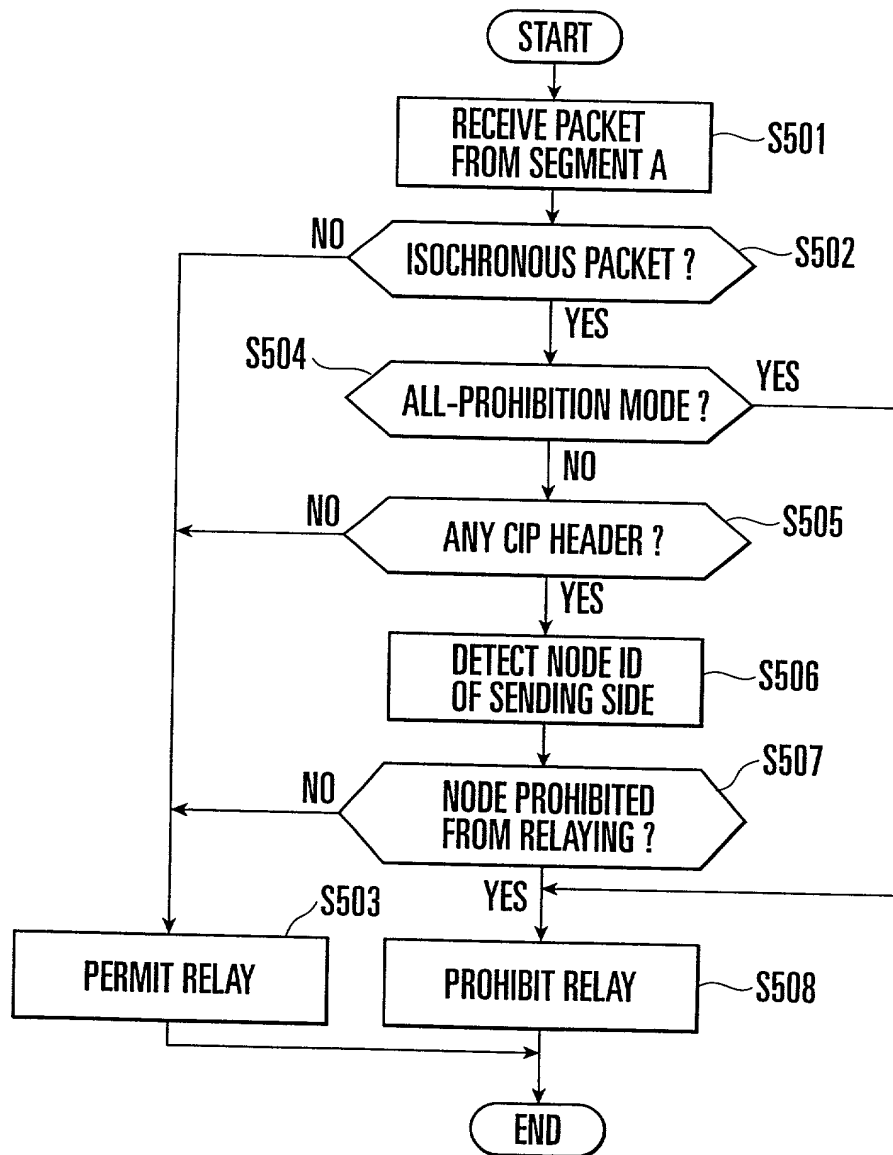 START
RECEIVE PACKET
FROM SEGMENT A
S501
NO
ISOCHRONOUS PACKET ?
S502
YES
S504
ALL-PROHIBITION MODE ?
YES
NO
NO
ANY CIP HEADER ?
S505
YES
DETECT NODE ID
OF SENDING SIDE
S506
NO
NODE PROHIBITED
FROM RELAYING ?
S507
YES
S503
PERMIT RELAY
PROHIBIT RELAY
S508
END